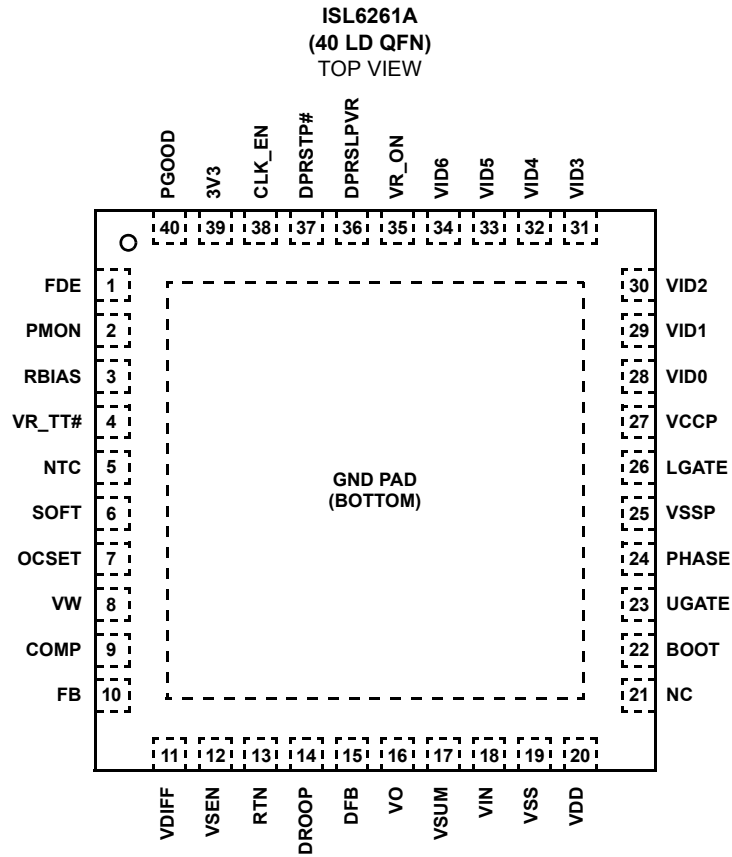 ISL6261A
(40 LD QFN)
TOP VIEW
PGOOD
3V3
CLK_EN
DPRSTP#
DPRSLPVR
VR_ON
VID6
VID5
VID4
VID3
40 39 38 37 36 35 34 33 32 31
FDE 1
PMON 2
RBIAS 3
VR_TT# 4
NTC 5
SOFT 6
OCSET 7
VW 8
COMP 9
FB 10
GND PAD
(BOTTOM)
30 VID2
29 VID1
28 VID0
27 VCCP
26 LGATE
25 VSSP
24 PHASE
23 UGATE
22 BOOT
21 NC
11 12 13 14 15 16 17 18 19 20
VDIFF
VSEN
RTN
DROOP
DFB
VO
VSUM
VIN
VSS
VDD